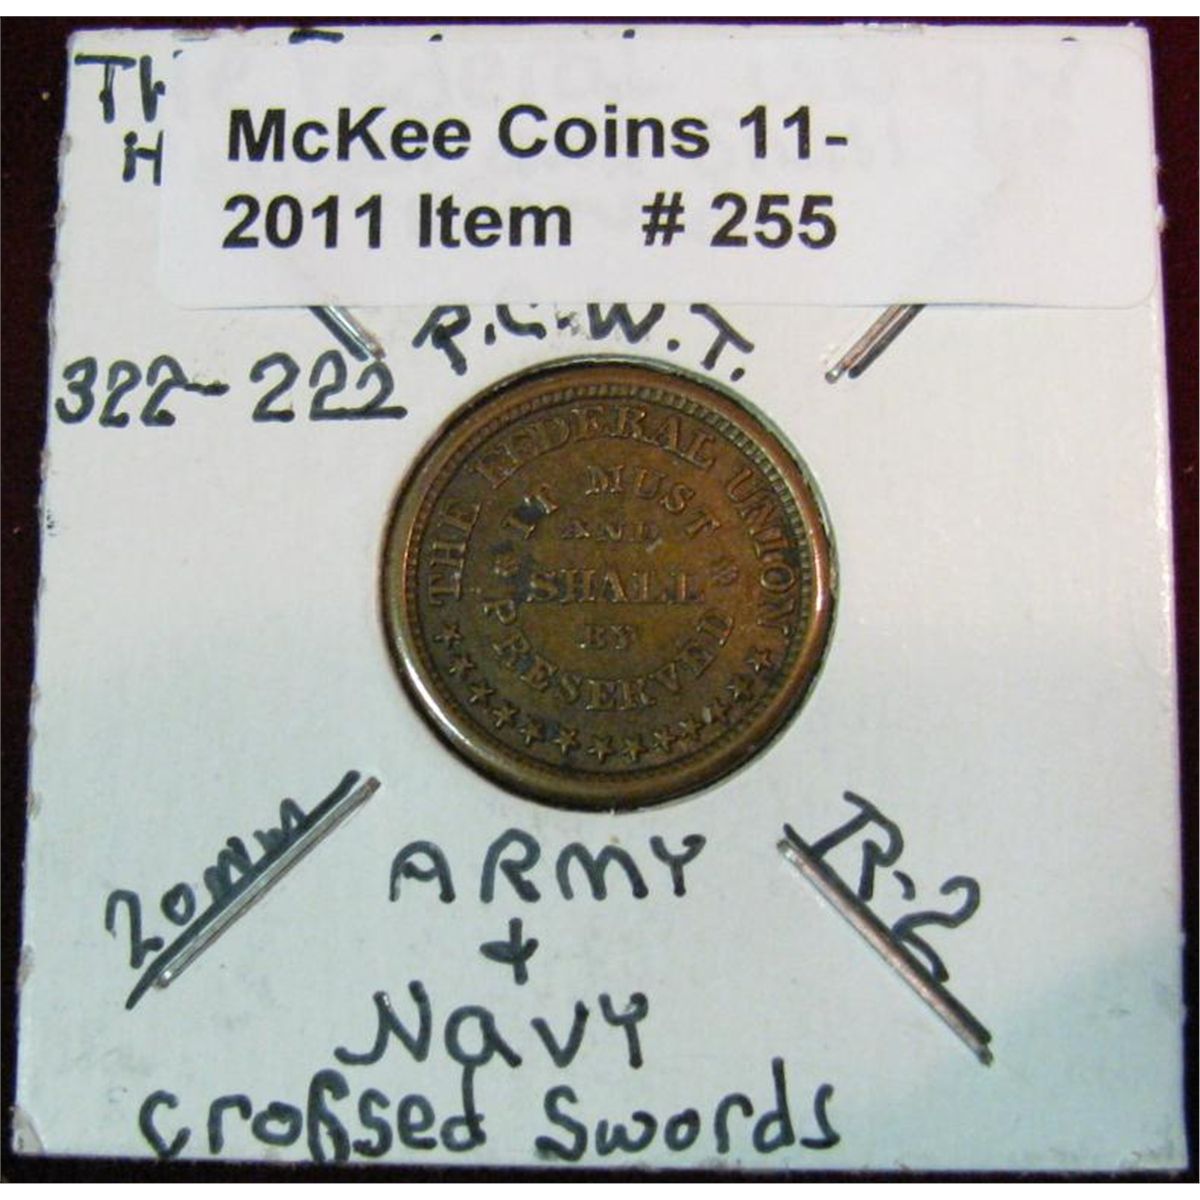 McKee Coins 11-
2011 Item # 255
P.C.W.T.
322-222
THE FEDERAL UNION
IT MUST
AND
SHALL
BY
PRESERVED
20mm
R-2
ARMY
+
NAVY
crossed swords